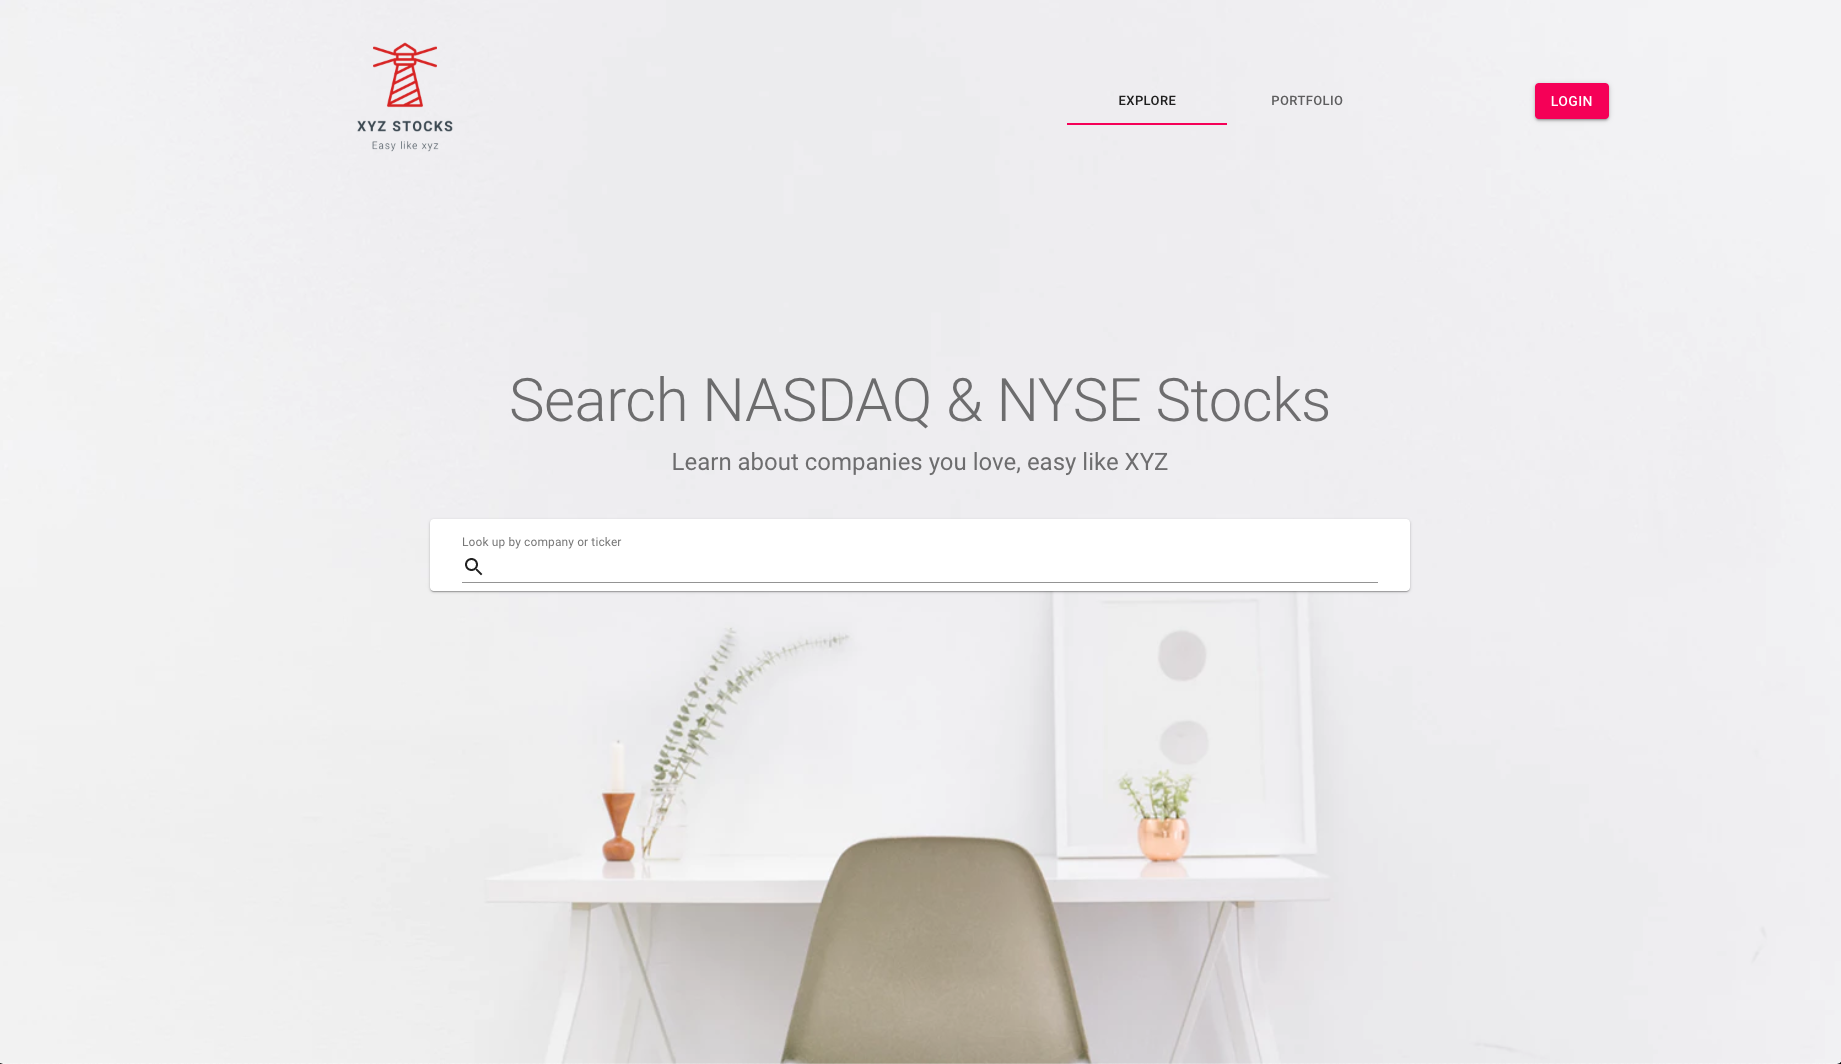 XYZ STOCKS
Easy like xyz
EXPLORE
PORTFOLIO
LOGIN
Search NASDAQ & NYSE Stocks
Learn about companies you love, easy like XYZ
Look up by company or ticker